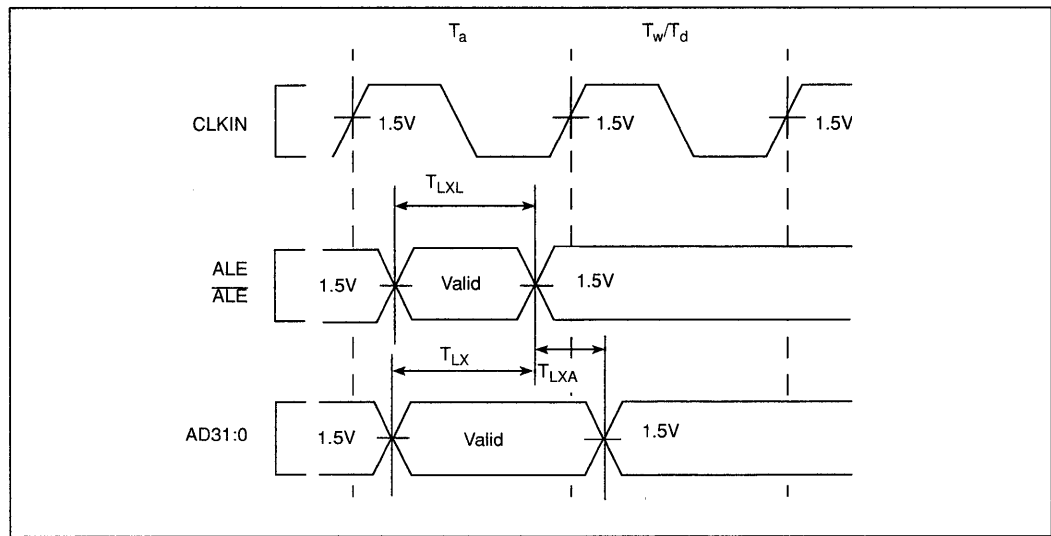 Ta Tw/Td
CLKIN 1.5V 1.5V 1.5V
TLXL
ALE
ALE 1.5V Valid 1.5V
TLX TLXA
AD31:0 1.5V Valid 1.5V